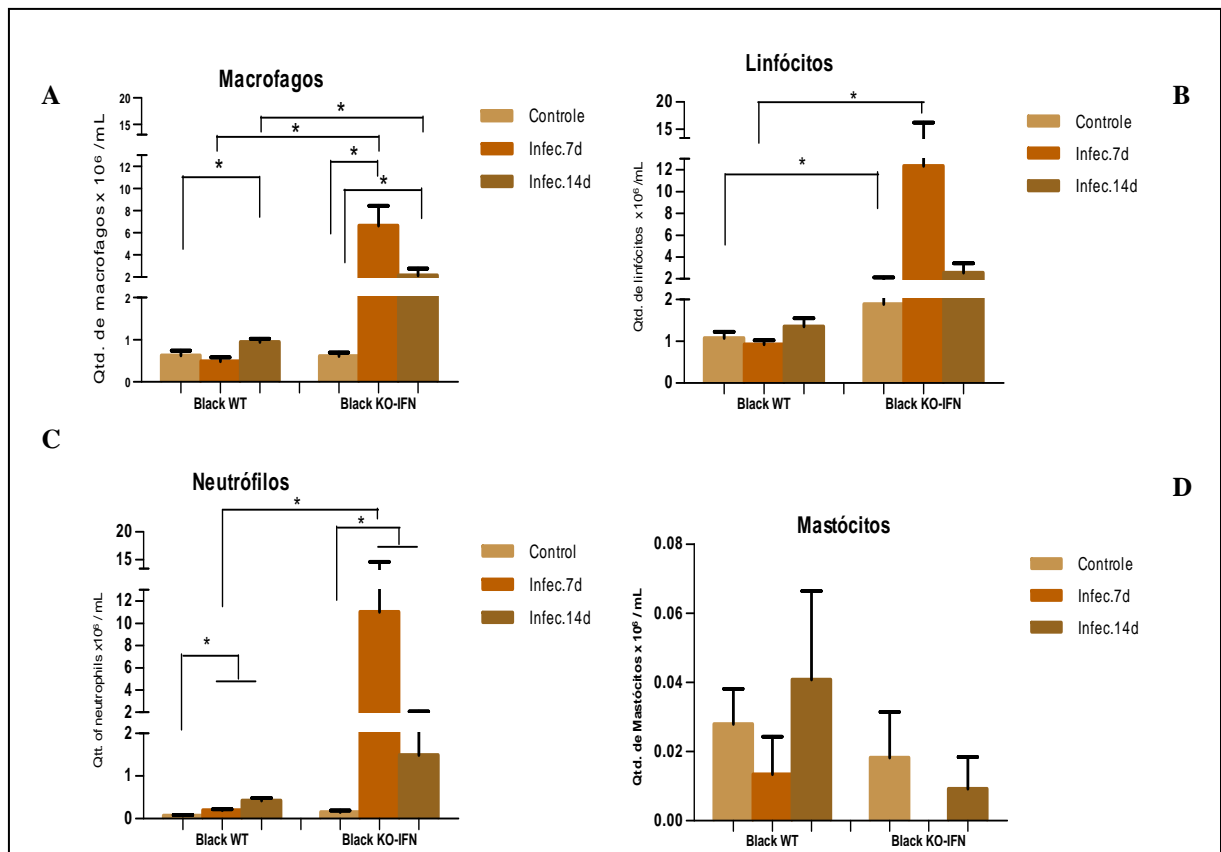 A
Macrofagos
Qtd. de macrofagos x 10⁶ /mL
20
15
12
10
8
6
4
2
2
1
0
*
*
*
*
*
Black WT
Black KO-IFN
Controle
Infec.7d
Infec.14d
Linfócitos
B
Qtd. de linfócitos x10⁶ /mL
20
15
12
10
8
6
4
2
2
1
0
*
*
Black WT
Black KO-IFN
Controle
Infec.7d
Infec.14d
C
Neutrófilos
Qtt. of neutrophils x10⁶ / mL
20
15
12
10
8
6
4
2
2
1
0
*
*
*
Black WT
Black KO-IFN
Control
Infec.7d
Infec.14d
D
Mastócitos
Qtd. de Mastócitos x 10⁶ / mL
0.08
0.06
0.04
0.02
0.00
Black WT
Black KO-IFN
Controle
Infec.7d
Infec.14d